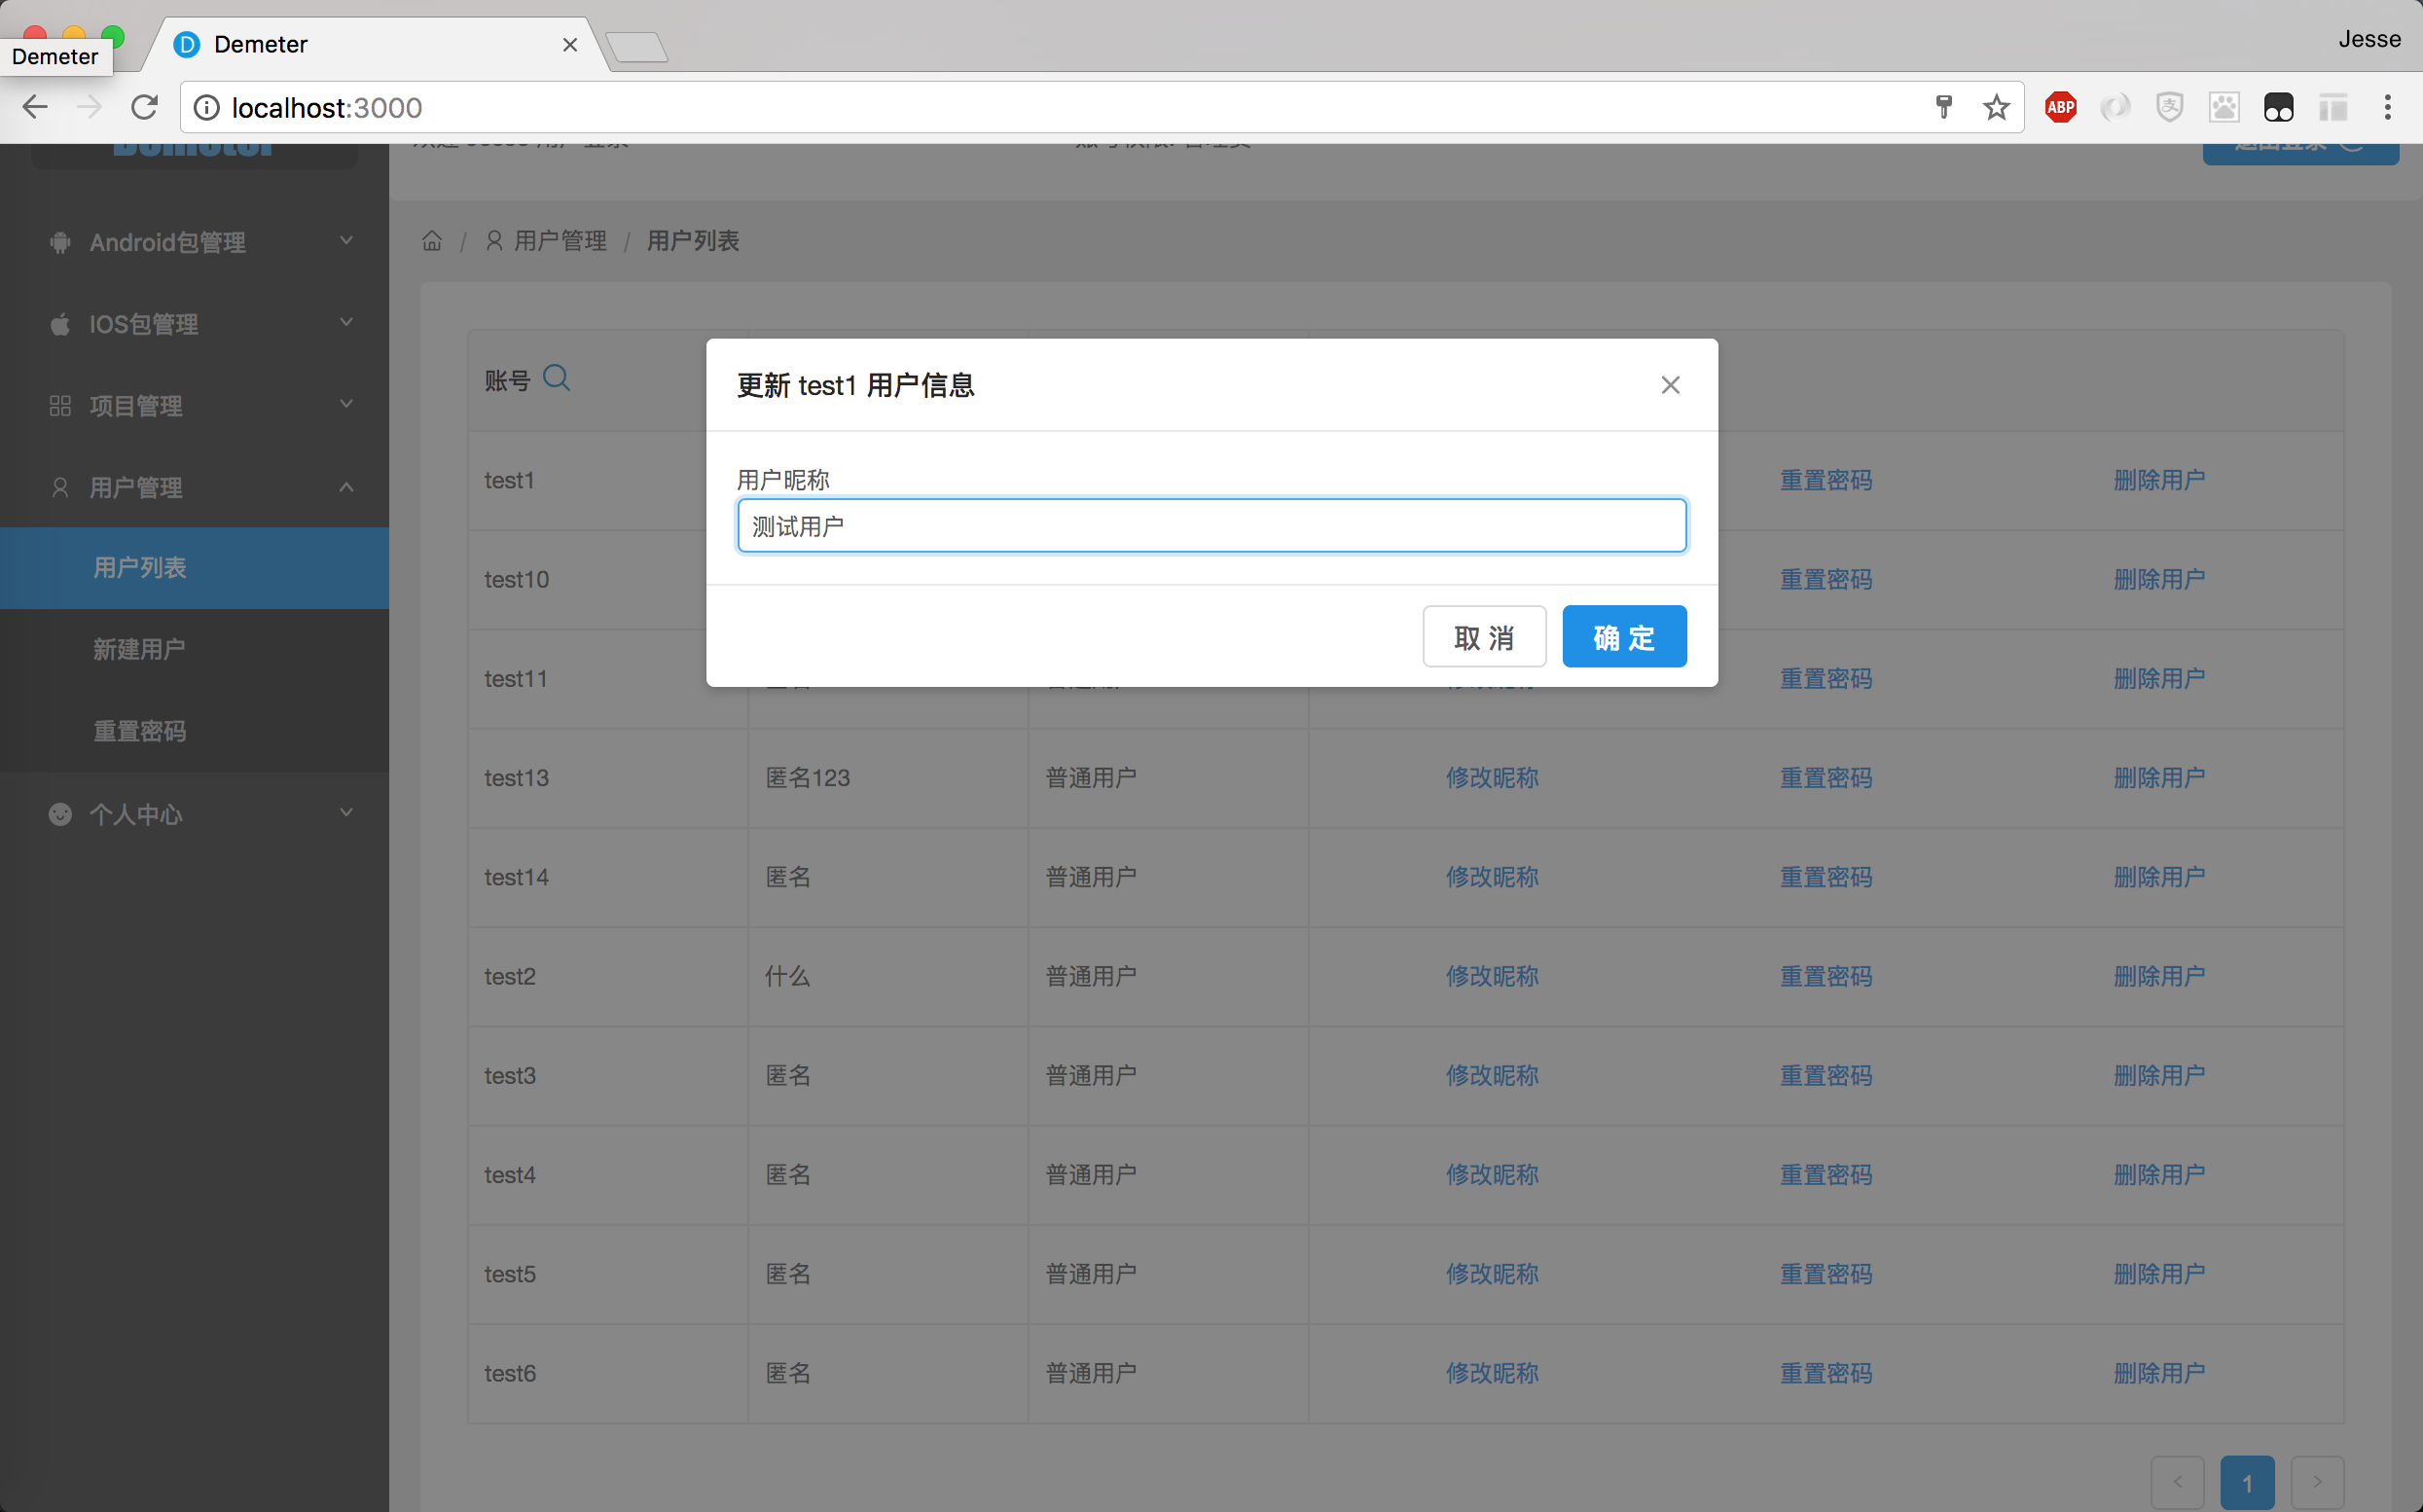 Demeter
Jesse
Demeter
localhost:3000
ABP
Demeter
账号权限: 管理员
退出登录
Android包管理
IOS包管理
项目管理
用户管理
用户列表
新建用户
重置密码
个人中心
/ 用户管理 / 用户列表
账号
更新 test1 用户信息
用户昵称
测试用户
取 消 确 定
test1 重置密码 删除用户
test10 重置密码 删除用户
test11 重置密码 删除用户
test13 匿名123 普通用户 修改昵称 重置密码 删除用户
test14 匿名 普通用户 修改昵称 重置密码 删除用户
test2 什么 普通用户 修改昵称 重置密码 删除用户
test3 匿名 普通用户 修改昵称 重置密码 删除用户
test4 匿名 普通用户 修改昵称 重置密码 删除用户
test5 匿名 普通用户 修改昵称 重置密码 删除用户
test6 匿名 普通用户 修改昵称 重置密码 删除用户
< 1 >